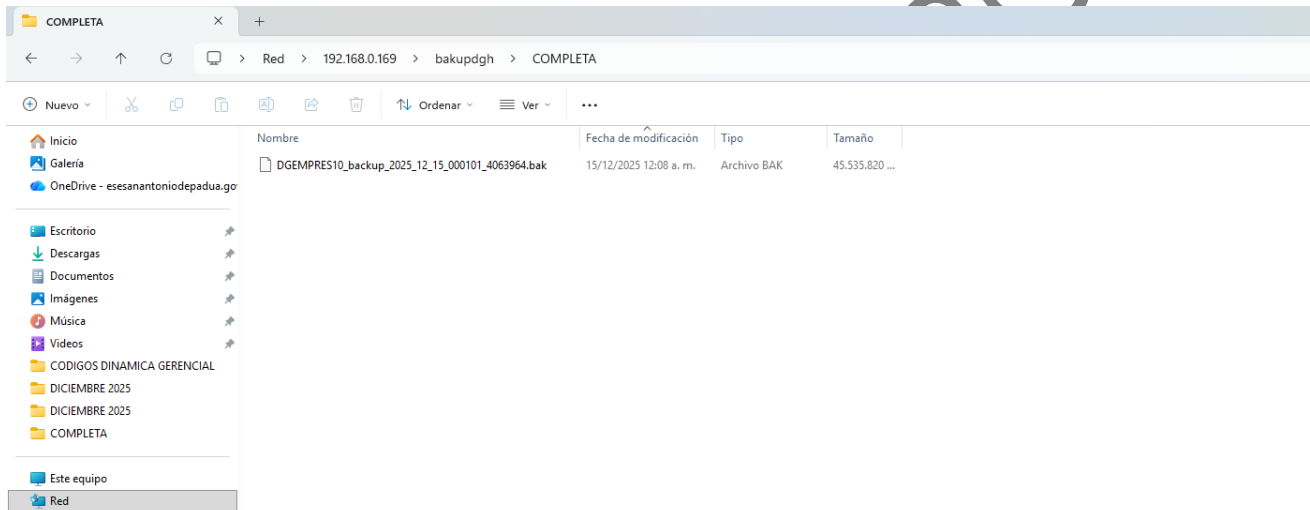 COMPLETA
Red > 192.168.0.169 > bakupdgh > COMPLETA
Nuevo Ordenar Ver ...
Nombre Fecha de modificación Tipo Tamaño
DGEMPRES10_backup_2025_12_15_000101_4063964.bak 15/12/2025 12:08 a. m. Archivo BAK 45.535.820 ...
Inicio
Galería
OneDrive - esesanantoniodepadua.go
Escritorio
Descargas
Documentos
Imágenes
Música
Videos
CODIGOS DINAMICA GERENCIAL
DICIEMBRE 2025
DICIEMBRE 2025
COMPLETA
Este equipo
Red